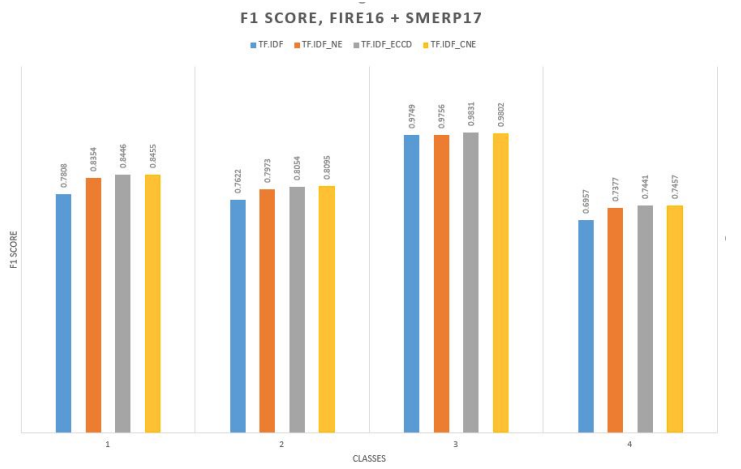 F1 SCORE, FIRE16 + SMERP17
TF.IDF TF.IDF_NE TF.IDF_ECCD TF.IDF_CNE
0.7808 0.8354 0.8446 0.8455
0.7622 0.7973 0.8054 0.8095
0.9749 0.9756 0.9831 0.9802
0.6957 0.7377 0.7441 0.7457
F1 SCORE
1 2 3 4
CLASSES